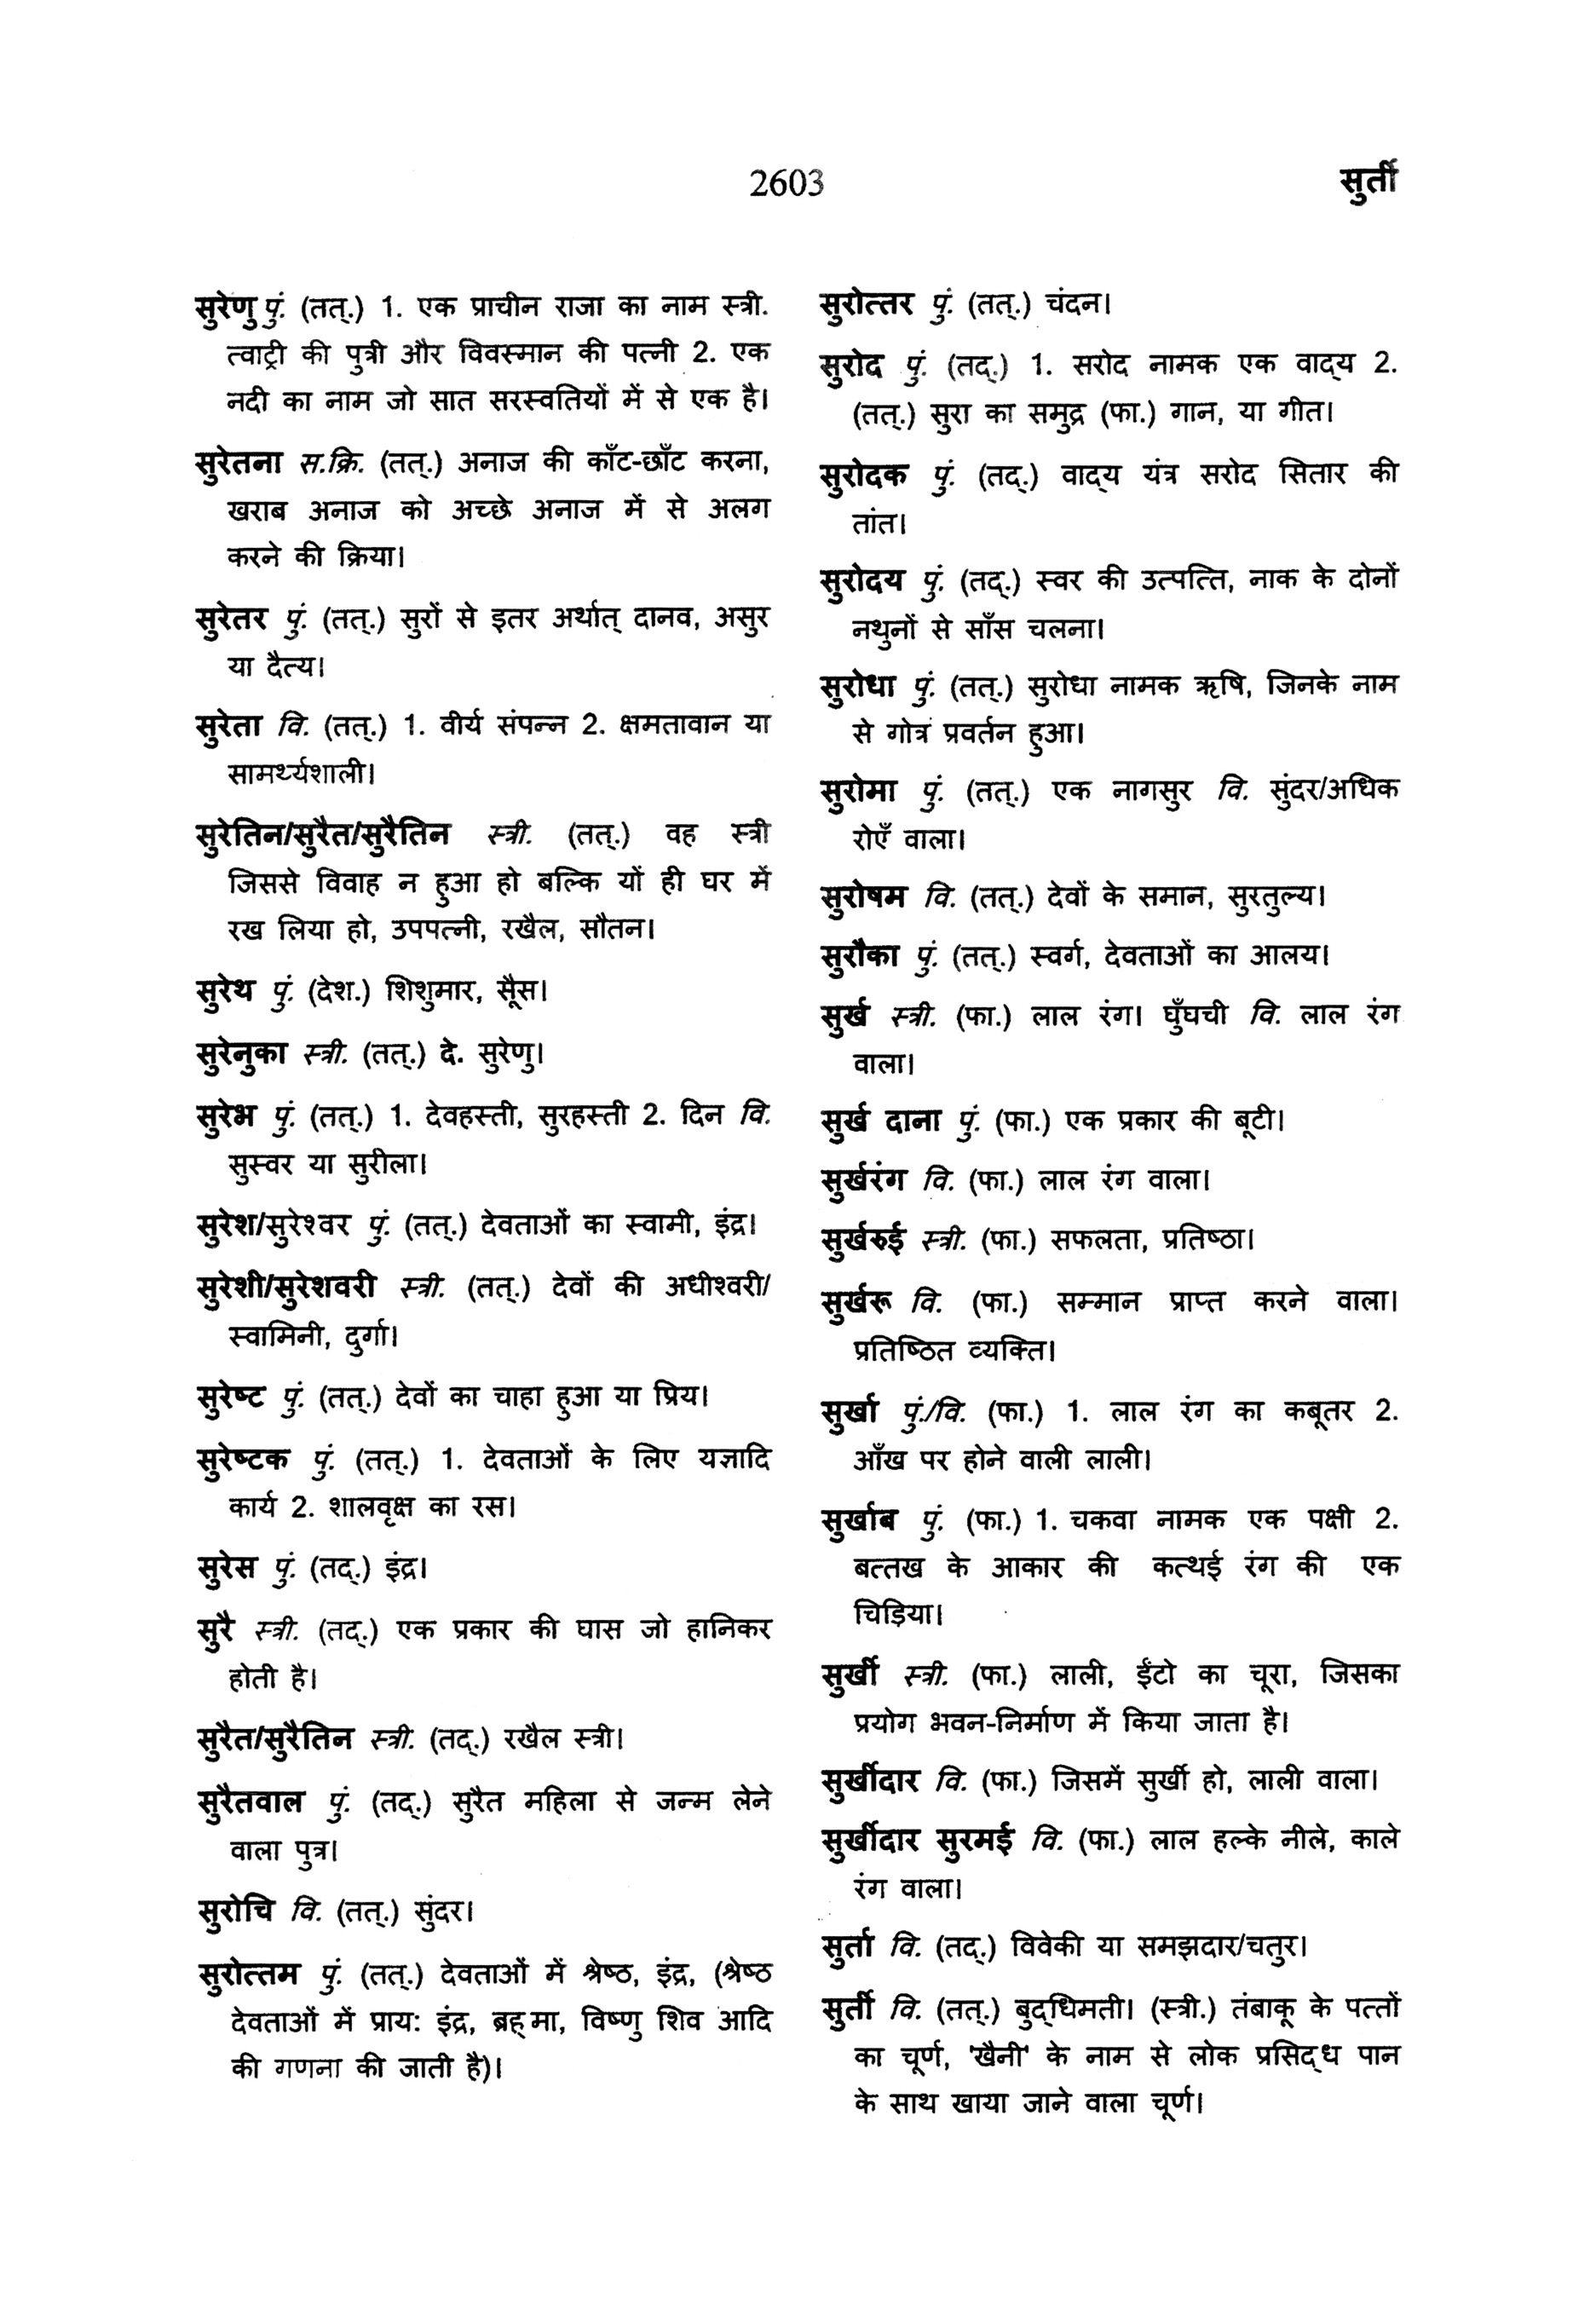 2603
सुर्ती
सुरेणु पुं. (तत्.) 1. एक प्राचीन राजा का नाम स्त्री.
त्वाट्री की पुत्री और विवस्मान की पत्नी 2. एक
नदी का नाम जो सात सरस्वतियों में से एक है।
सुरेतना स.क्रि. (तत्.) अनाज की काँट-छाँट करना,
खराब अनाज को अच्छे अनाज में से अलग
करने की क्रिया।
सुरेतर पुं. (तत्.) सुरों से इतर अर्थात् दानव, असुर
या दैत्य।
सुरेता वि. (तत्.) 1. वीर्य संपन्न 2. क्षमतावान या
सामर्थ्यशाली।
सुरेतिन/सुरैत/सुरैतिन स्त्री. (तत्.) वह स्त्री
जिससे विवाह न हुआ हो बल्कि यों ही घर में
रख लिया हो, उपपत्नी, रखैल, सौतन।
सुरेथ पुं. (देश.) शिशुमार, सूैस।
सुरेनुका स्त्री. (तत्.) दे. सुरेणु।
सुरेभ पुं. (तत्.) 1. देवहस्ती, सुरहस्ती 2. दिन वि.
सुस्वर या सुरीला।
सुरेश/सुरेश्वर पुं. (तत्.) देवताओं का स्वामी, इंद्र।
सुरेशी/सुरेशवरी स्त्री. (तत्.) देवों की अधीश्वरी/
स्वामिनी, दुर्गा।
सुरेष्ट पुं. (तत्.) देवों का चाहा हुआ या प्रिय।
सुरेष्टक पुं. (तत्.) 1. देवताओं के लिए यज्ञादि
कार्य 2. शालवृक्ष का रस।
सुरेस पुं. (तद्.) इंद्र।
सुरै स्त्री. (तद्.) एक प्रकार की घास जो हानिकर
होती है।
सुरैत/सुरैतिन स्त्री. (तद्.) रखैल स्त्री।
सुरैतवाल पुं. (तद्.) सुरैत महिला से जन्म लेने
वाला पुत्र।
सुरोचि वि. (तत्.) सुंदर।
सुरोत्तम पुं. (तत्.) देवताओं में श्रेष्ठ, इंद्र, (श्रेष्ठ
देवताओं में प्राय: इंद्र, ब्रह्मा, विष्णु शिव आदि
की गणना की जाती है)।
सुरोत्तर पुं. (तत्.) चंदन।
सुरोद पुं. (तद्.) 1. सरोद नामक एक वाद्य 2.
(तत्.) सुरा का समुद्र (फा.) गान, या गीत।
सुरोदक पुं. (तद्.) वाद्य यंत्र सरोद सितार की
तांत।
सुरोदय पुं. (तद्.) स्वर की उत्पत्ति, नाक के दोनों
नथुनों से साँस चलना।
सुरोधा पुं. (तत्.) सुरोधा नामक ऋषि, जिनके नाम
से गोत्र प्रवर्तन हुआ।
सुरोमा पुं. (तत्.) एक नागसुर वि. सुंदर/अधिक
रोएँ वाला।
सुरोषम वि. (तत्.) देवों के समान, सुरतुल्य।
सुरौका पुं. (तत्.) स्वर्ग, देवताओं का आलय।
सुर्ख स्त्री. (फा.) लाल रंग। घुँघची वि. लाल रंग
वाला।
सुर्ख दाना पुं. (फा.) एक प्रकार की बूटी।
सुर्खरंग वि. (फा.) लाल रंग वाला।
सुर्खरुई स्त्री. (फा.) सफलता, प्रतिष्ठा।
सुर्खरू वि. (फा.) सम्मान प्राप्त करने वाला।
प्रतिष्ठित व्यक्ति।
सुर्खा पुं./वि. (फा.) 1. लाल रंग का कबूतर 2.
आँख पर होने वाली लाली।
सुर्खाब पुं. (फा.) 1. चकवा नामक एक पक्षी 2.
बत्तख के आकार की कत्थई रंग की एक
चिड़िया।
सुर्खी स्त्री. (फा.) लाली, ईंटो का चूरा, जिसका
प्रयोग भवन-निर्माण में किया जाता है।
सुर्खीदार वि. (फा.) जिसमें सुर्खी हो, लाली वाला।
सुर्खीदार सुरमई वि. (फा.) लाल हल्के नीले, काले
रंग वाला।
सुर्ता वि. (तद्.) विवेकी या समझदार/चतुर।
सुर्ती वि. (तत्.) बुद्धिमती। (स्त्री.) तंबाकू के पत्तों
का चूर्ण, 'खैनी' के नाम से लोक प्रसिद्ध पान
के साथ खाया जाने वाला चूर्ण।